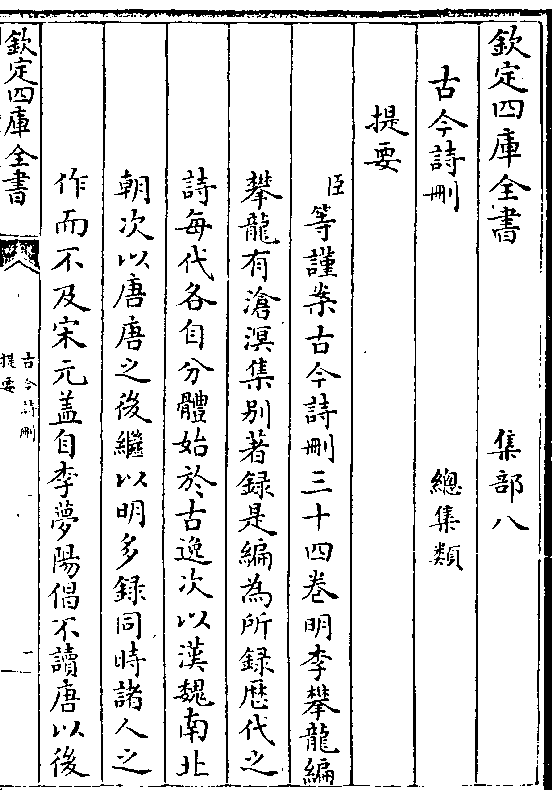 欽定四庫全書 集部八
古今詩刪 總集類
提要
臣等謹案古今詩刪三十四卷明李攀龍編
攀龍有滄溟集别著録是編為所録歴代之
詩每代各自分體始於古逸次以漢魏南北
朝次以唐唐之後繼以明多録同時諸人之
作而不及宋元盖自李夢陽倡不讀唐以後
欽定四庫全書
古今詩刪
提要
一